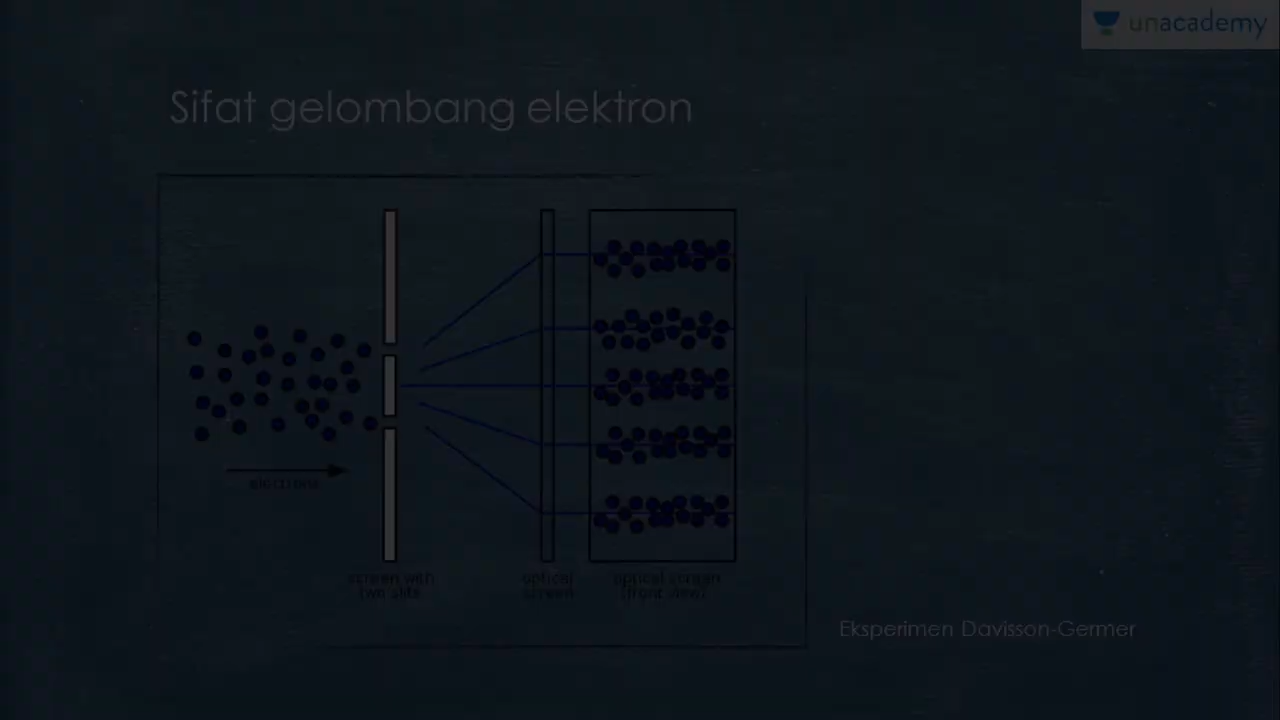 unacademy
Sifat gelombang elektron
electrons
screen with
two slits
optical
screen
optical screen
(front view)
Eksperimen Davisson-Germer